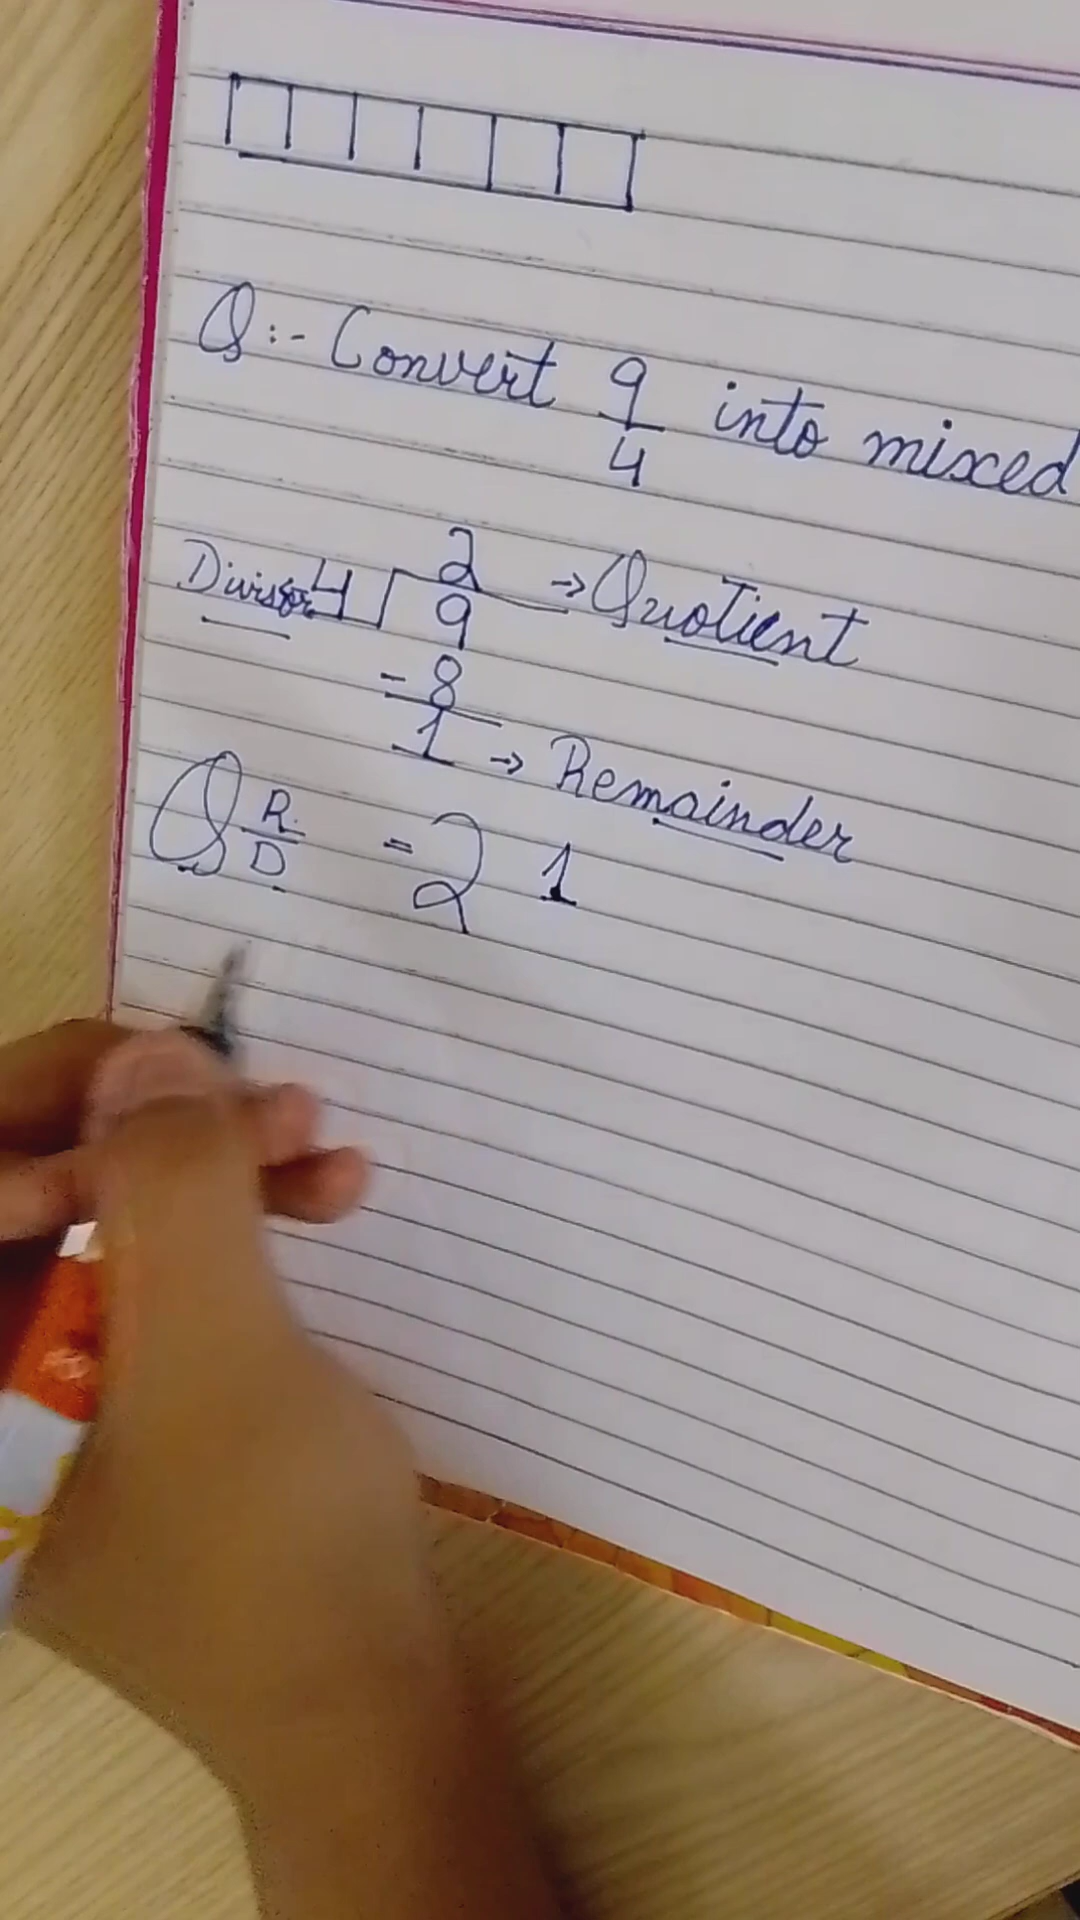 Q:- Convert 9/4 into mixed
2 → Quotient
Divisor 4 9
- 8
1 → Remainder
Q R/D = 2 1